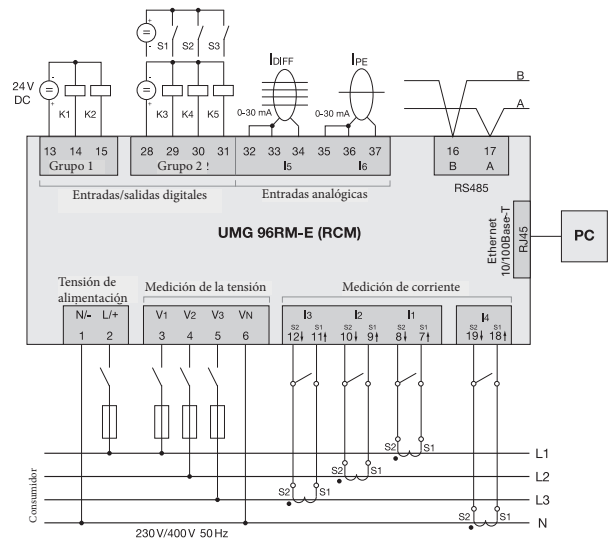 S1 S2 S3
IDIFF IPE
24 V DC
K1 K2 K3 K4 K5
0-30 mA 0-30 mA
B
A
13 14 15 28 29 30 31 32 33 34 35 36 37 16 17
Grupo 1 Grupo 2 I5 I6 B A
RS485
Entradas/salidas digitales Entradas analógicas
UMG 96RM-E (RCM)
Ethernet
10/100Base-T
RJ45
PC
Tensión de
alimentación
Medición de la tensión
Medición de corriente
N/- L/+ V1 V2 V3 VN I3 I2 I1 I4
S2 S1 S2 S1 S2 S1 S2 S1
1 2 3 4 5 6 12 11 10 9 8 7 19 18
S2 S1 L1
S2 S1 L2
S2 S1 L3
S2 S1 N
Consumidor
230 V/400 V 50 Hz